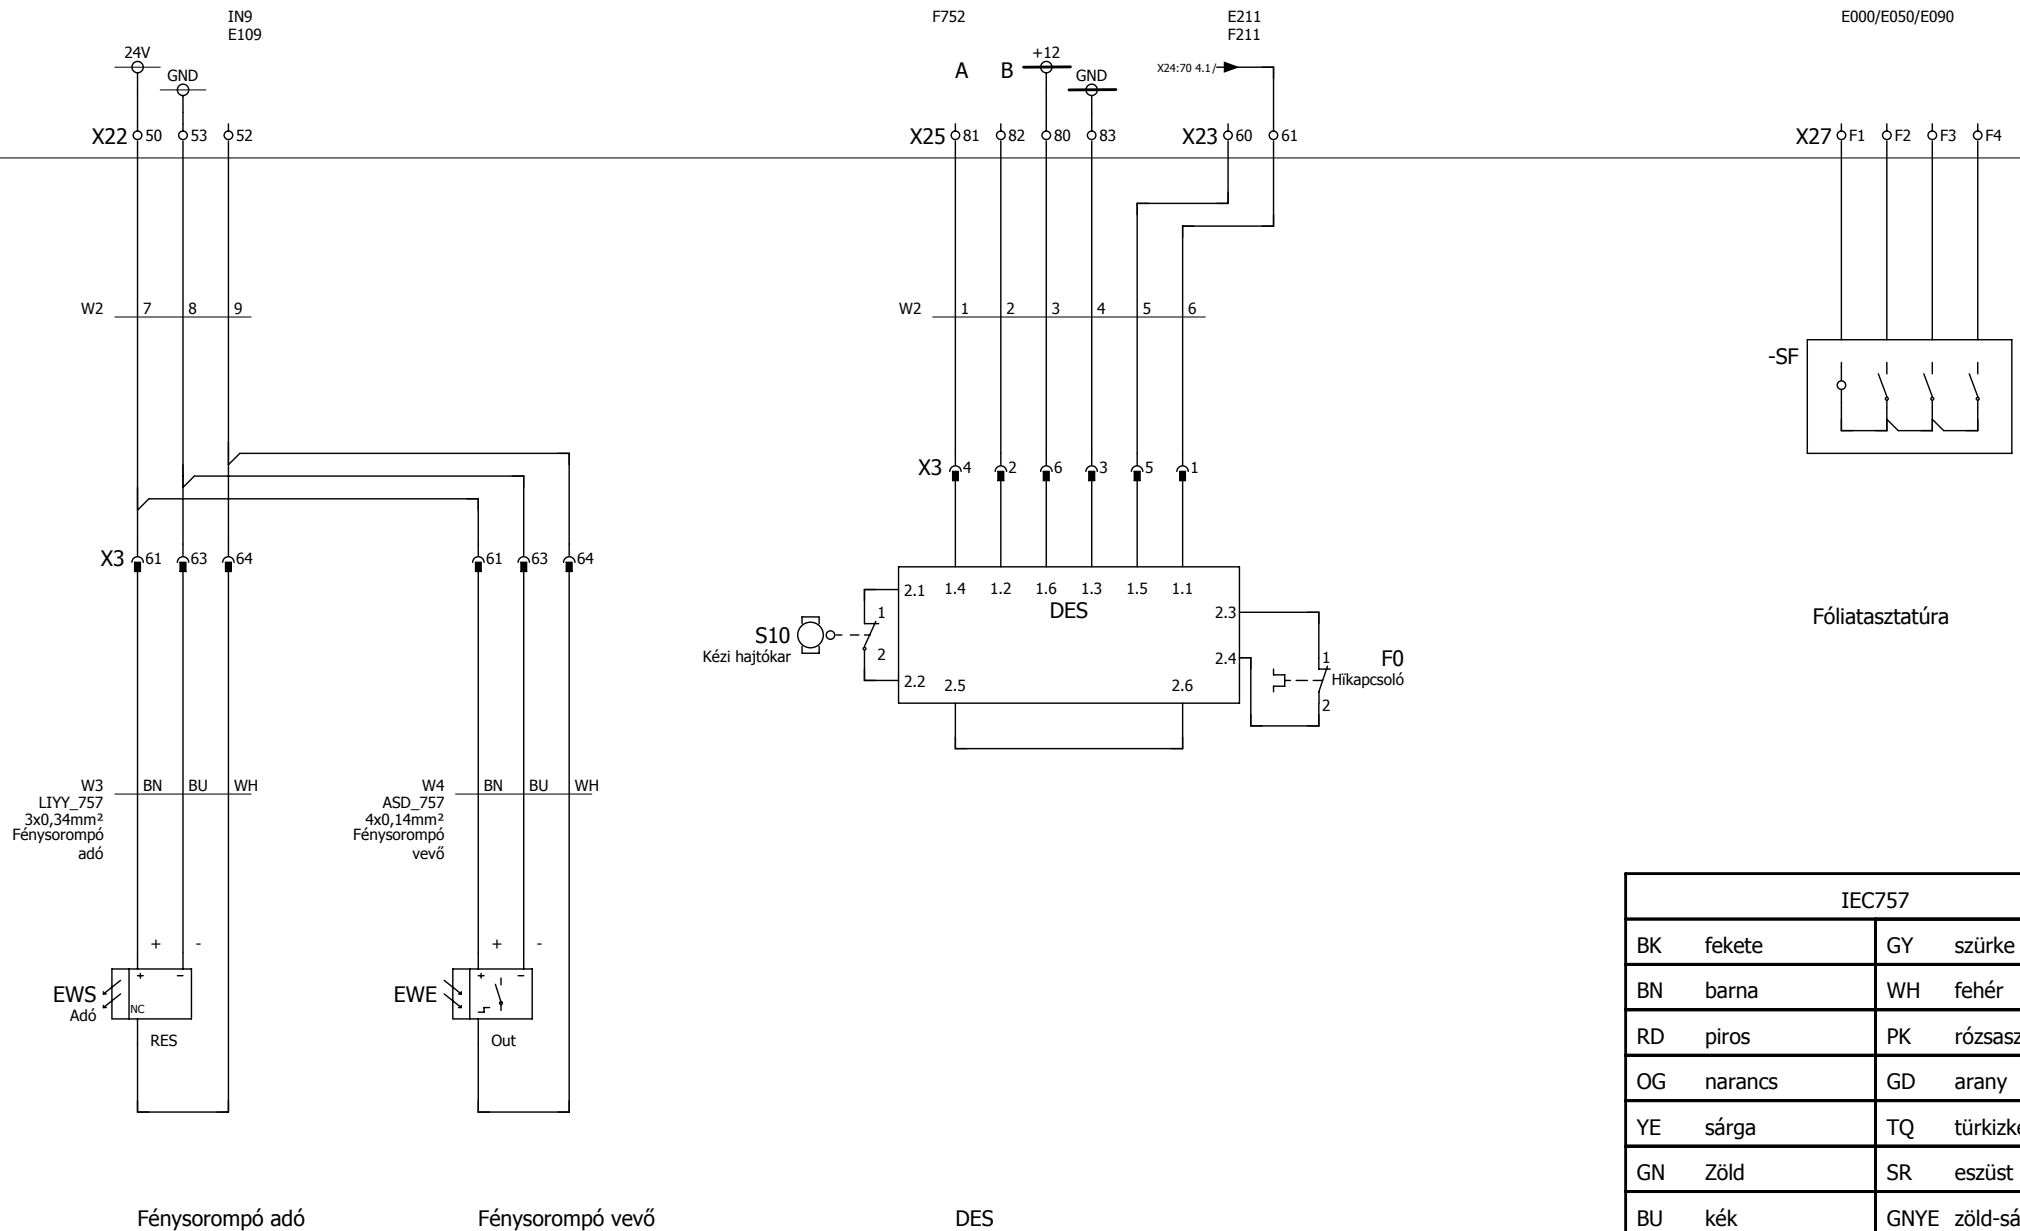 IN9
E109
F752
E211
F211
E000/E050/E090
24V
GND
A B
+12
GND
X24:70 4.1/
X22 50 53 52
X25 81 82 80 83
X23 60 61
X27 F1 F2 F3 F4
W2 7 8 9
W2 1 2 3 4 5 6
-SF
X3 4 2 6 3 5 1
X3 61 63 64
61 63 64
2.1 1.4 1.2 1.6 1.3 1.5 1.1
DES
2.3
2.4
2.2 2.5 2.6
S10
Kézi hajtókar
1
2
1
2
F0
Hïkapcsoló
Fóliatasztatúra
W3
LIYY_757
3x0,34mm²
Fénysorompó
adó
BN BU WH
W4
ASD_757
4x0,14mm²
Fénysorompó
vevő
BN BU WH
+ -
+ -
EWS
Adó
+ -
NC
RES
EWE
+ -
Out
IEC757
BK fekete GY szürke
BN barna WH fehér
RD piros PK
OG narancs GD arany
YE sárga TQ
GN Zöld SR eszüst
BU kék GNYE
Fénysorompó adó
Fénysorompó vevő
DES